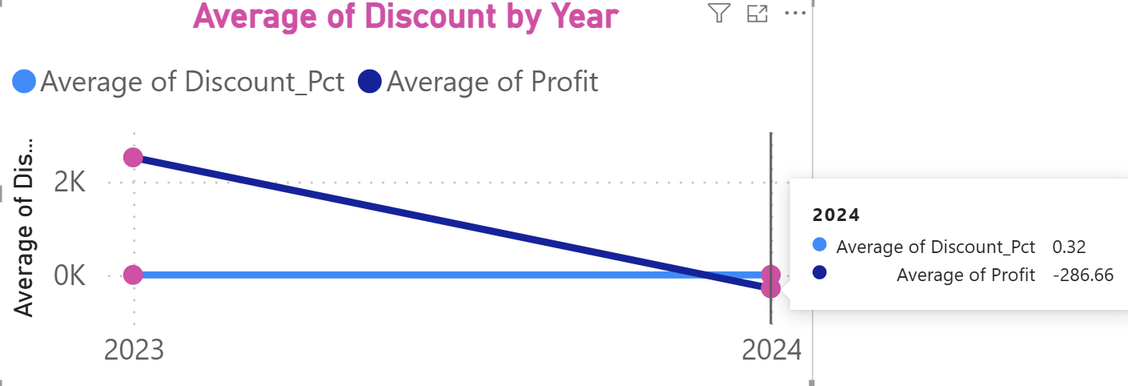 Average of Discount by Year
Average of Discount_Pct Average of Profit
Average of Dis...
2K
0K
2023 2024
2024
Average of Discount_Pct 0.32
Average of Profit -286.66